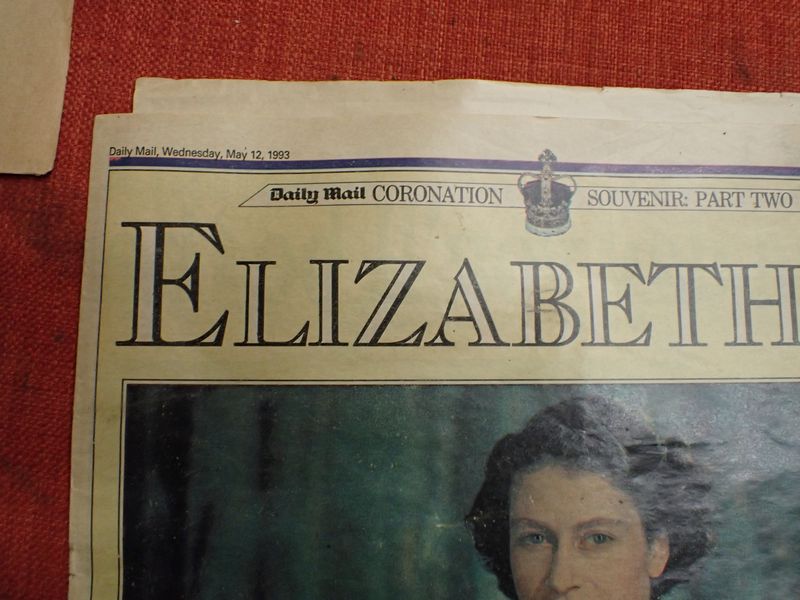 Daily Mail, Wednesday, May 12, 1993
Daily Mail CORONATION SOUVENIR: PART TWO
ELIZABETH